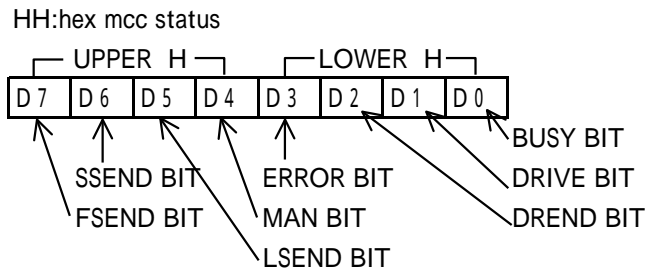 HH:hex mcc status
UPPER H LOWER H
D7 D6 D5 D4 D3 D2 D1 D0
BUSY BIT
SSEND BIT ERROR BIT DRIVE BIT
FSEND BIT MAN BIT DREND BIT
LSEND BIT